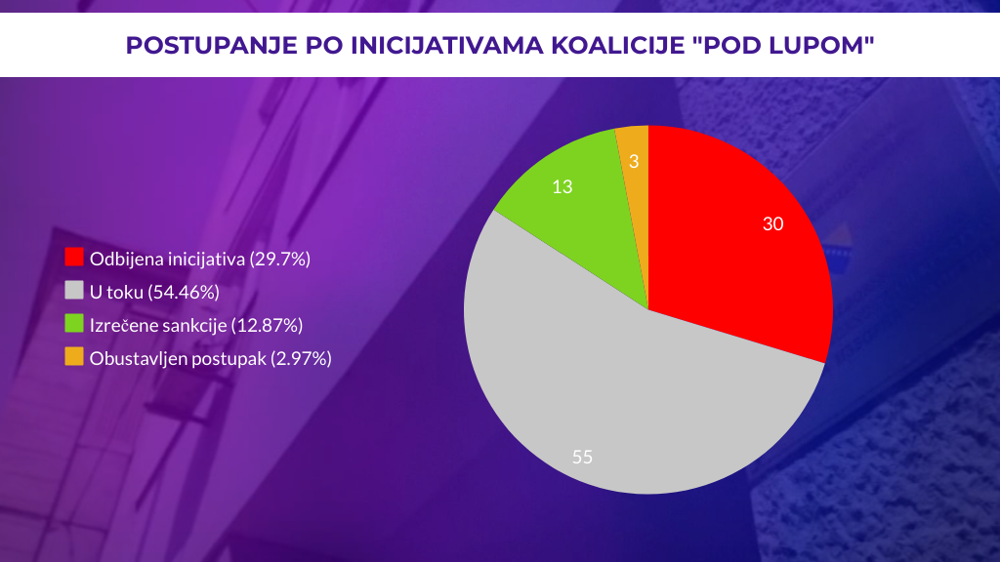 POSTUPANJE PO INICIJATIVAMA KOALICIJE "POD LUPOM"
Odbijena inicijativa (29.7%)
U toku (54.46%)
Izrečene sankcije (12.87%)
Obustavljen postupak (2.97%)
3
13
30
55